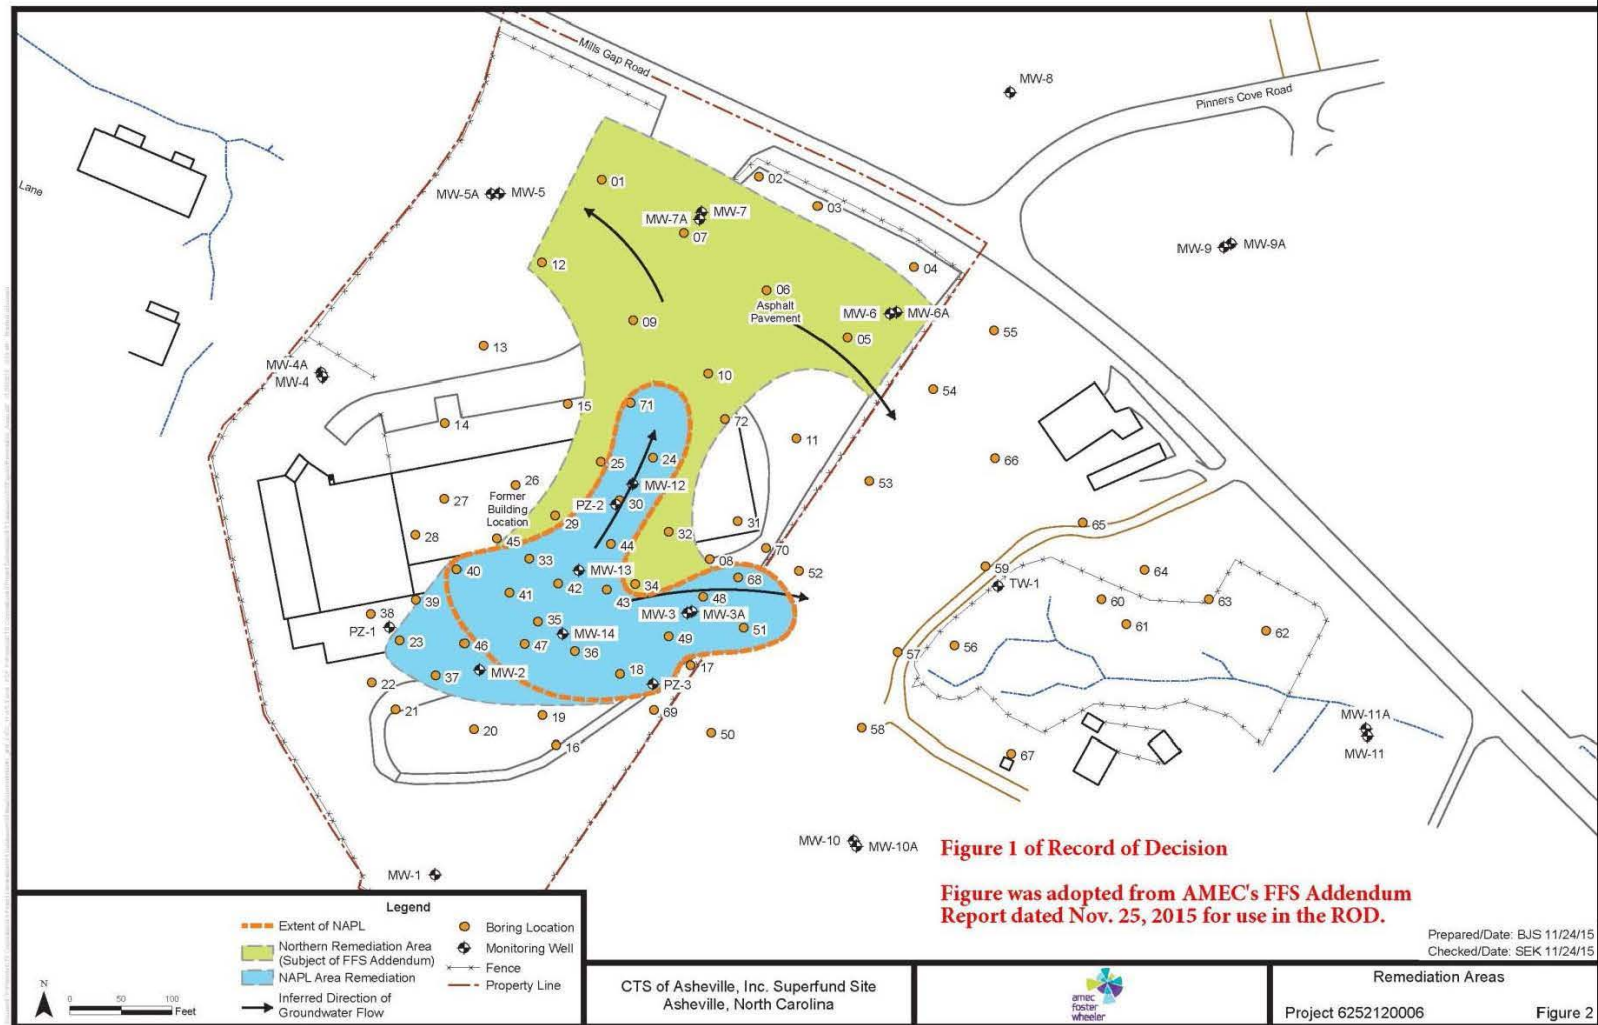 Mills Gap Road
MW-8
Pinners Cove Road
Lane
MW-5A
MW-5
01
02
03
MW-7
MW-7A
07
MW-9
MW-9A
12
04
06
Asphalt
Pavement
MW-6
MW-6A
09
05
55
13
MW-4A
MW-4
10
54
15
71
14
72
11
25
24
66
53
26
MW-12
27
Former
Building
Location
PZ-2
30
29
31
65
28
45
44
32
70
33
08
40
MW-13
34
68
52
59
64
TW-1
42
43
41
48
39
38
MW-3
MW-3A
60
63
PZ-1
35
MW-14
51
61
62
23
46
47
49
36
56
57
37
MW-2
18
17
22
PZ-3
21
19
69
20
16
50
58
MW-11A
MW-11
67
MW-10
MW-10A
MW-1
Figure 1 of Record of Decision
Figure was adopted from AMEC's FFS Addendum
Report dated Nov. 25, 2015 for use in the ROD.
Prepared/Date: BJS 11/24/15
Checked/Date: SEK 11/24/15
Legend
Extent of NAPL
Northern Remediation Area
(Subject of FFS Addendum)
NAPL Area Remediation
Inferred Direction of
Groundwater Flow
Boring Location
Monitoring Well
Fence
Property Line
N
0 50 100
Feet
CTS of Asheville, Inc. Superfund Site
Asheville, North Carolina
amec
foster
wheeler
Remediation Areas
Project 6252120006
Figure 2